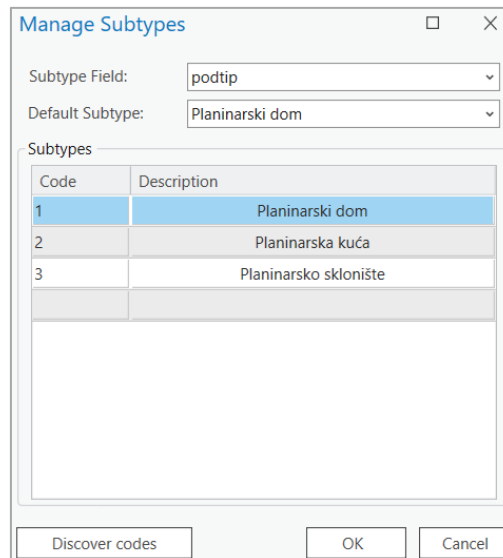 Manage Subtypes
Subtype Field: podtip
Default Subtype: Planinarski dom
Subtypes
Code Description
1 Planinarski dom
2 Planinarska kuća
3 Planinarsko sklonište
Discover codes OK Cancel